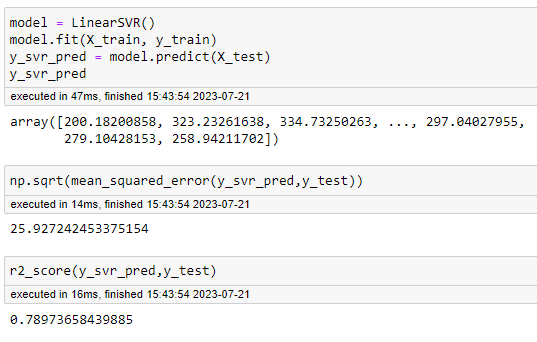 model = LinearSVR()
model.fit(X_train, y_train)
y_svr_pred = model.predict(X_test)
y_svr_pred
executed in 47ms, finished 15:43:54 2023-07-21
array([200.18200858, 323.23261638, 334.73250263, ..., 297.04027955,
279.10428153, 258.94211702])
np.sqrt(mean_squared_error(y_svr_pred,y_test))
executed in 14ms, finished 15:43:54 2023-07-21
25.927242453375154
r2_score(y_svr_pred,y_test)
executed in 16ms, finished 15:43:54 2023-07-21
0.78973658439885